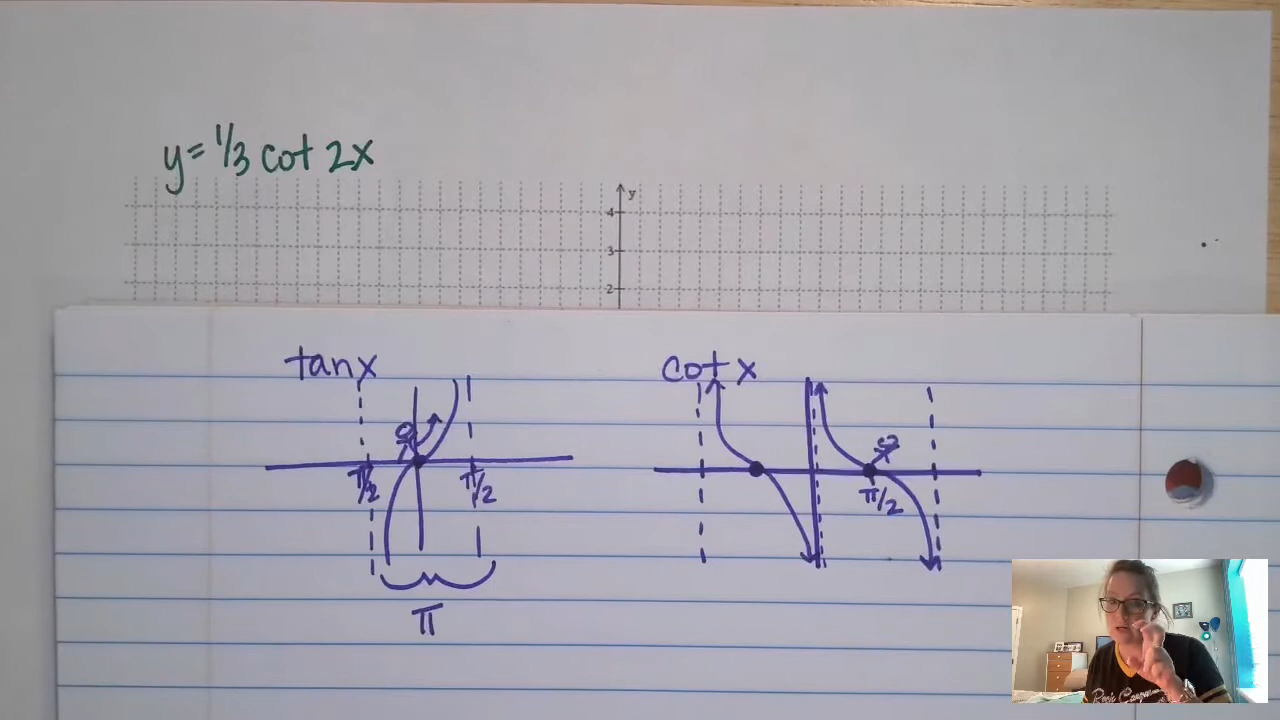 y = 1/3 cot 2x
y
4
3
2
tan x
cot x
π/2
π/2
π/2
π